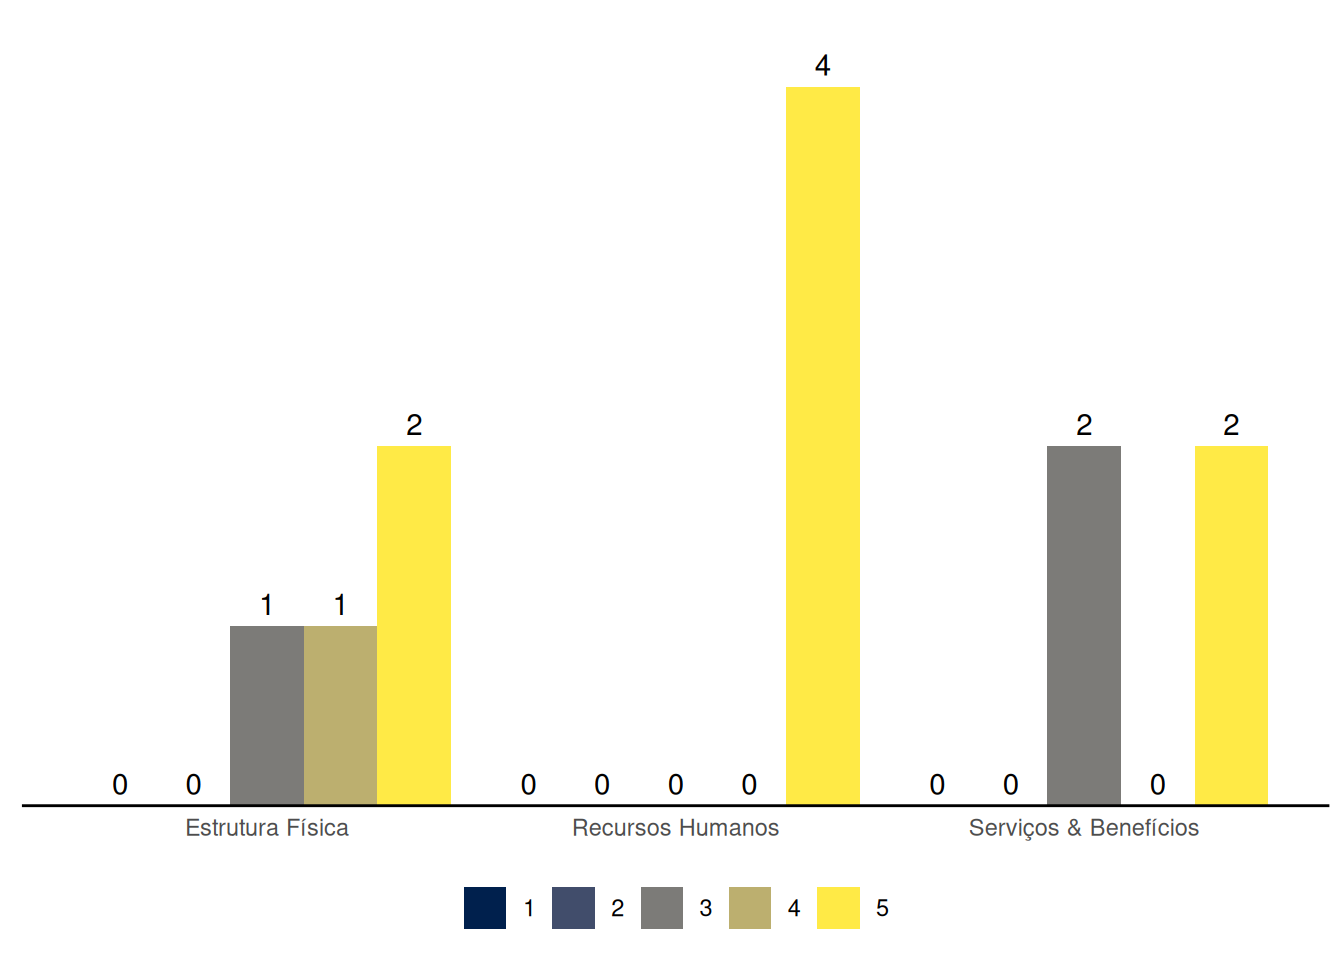 4
2 2 2
1 1
0 0 0 0 0 0 0 0 0
Estrutura Física Recursos Humanos Serviços & Benefícios
1 2 3 4 5